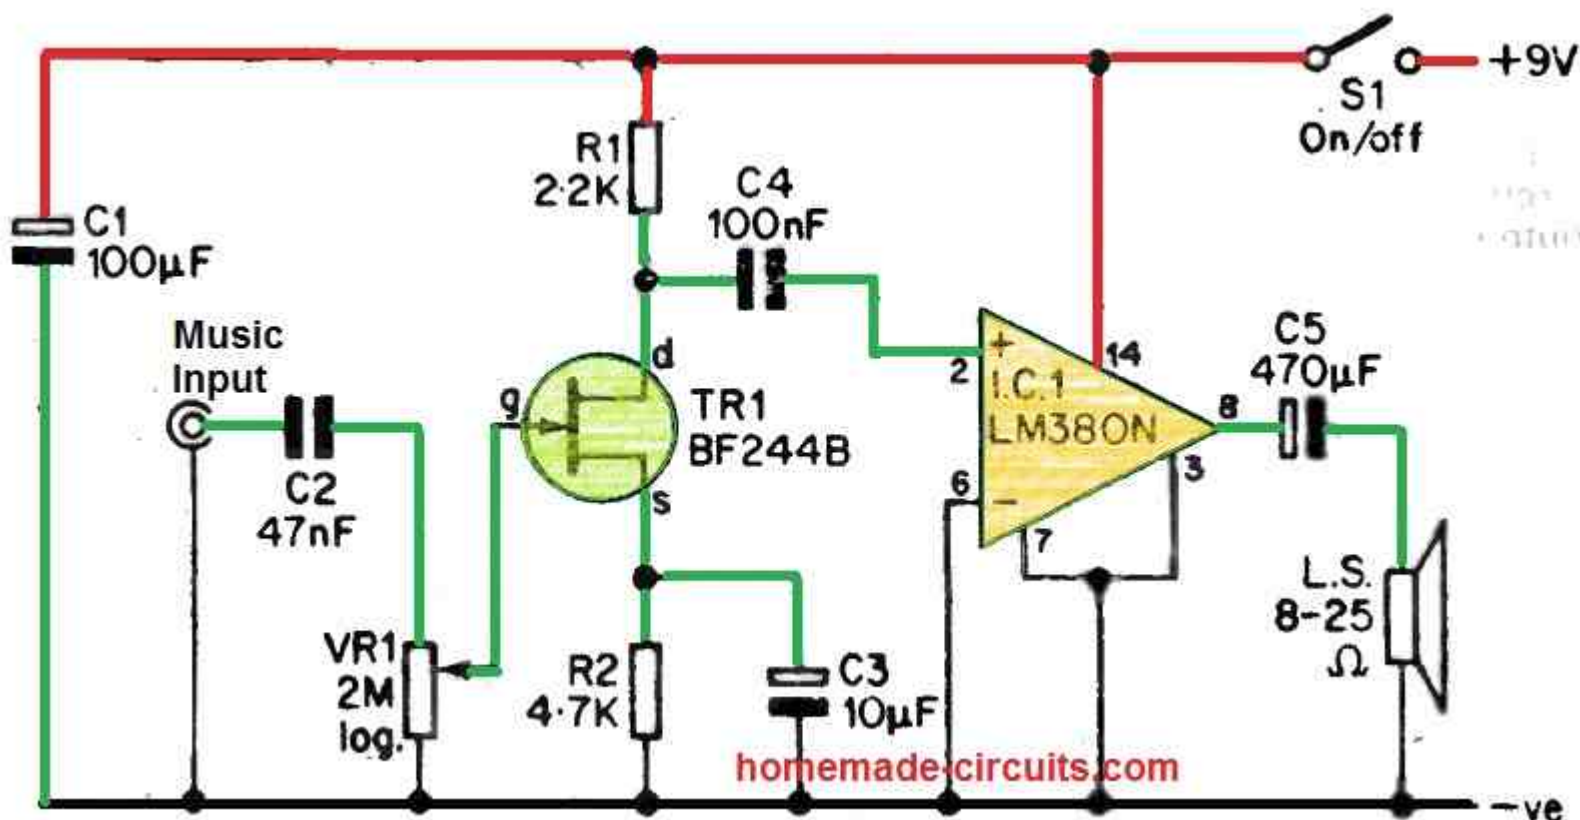 +9V
S1
On/off
R1
2·2K
C4
100nF
C1
100µF
Music
Input
C2
47nF
VR1
2M
log.
g
d
s
TR1
BF244B
R2
4·7K
C3
10µF
2
+
I.C.1
LM380N
14
8
6
−
7
3
C5
470µF
L.S.
8-25
Ω
homemade-circuits.com
-ve